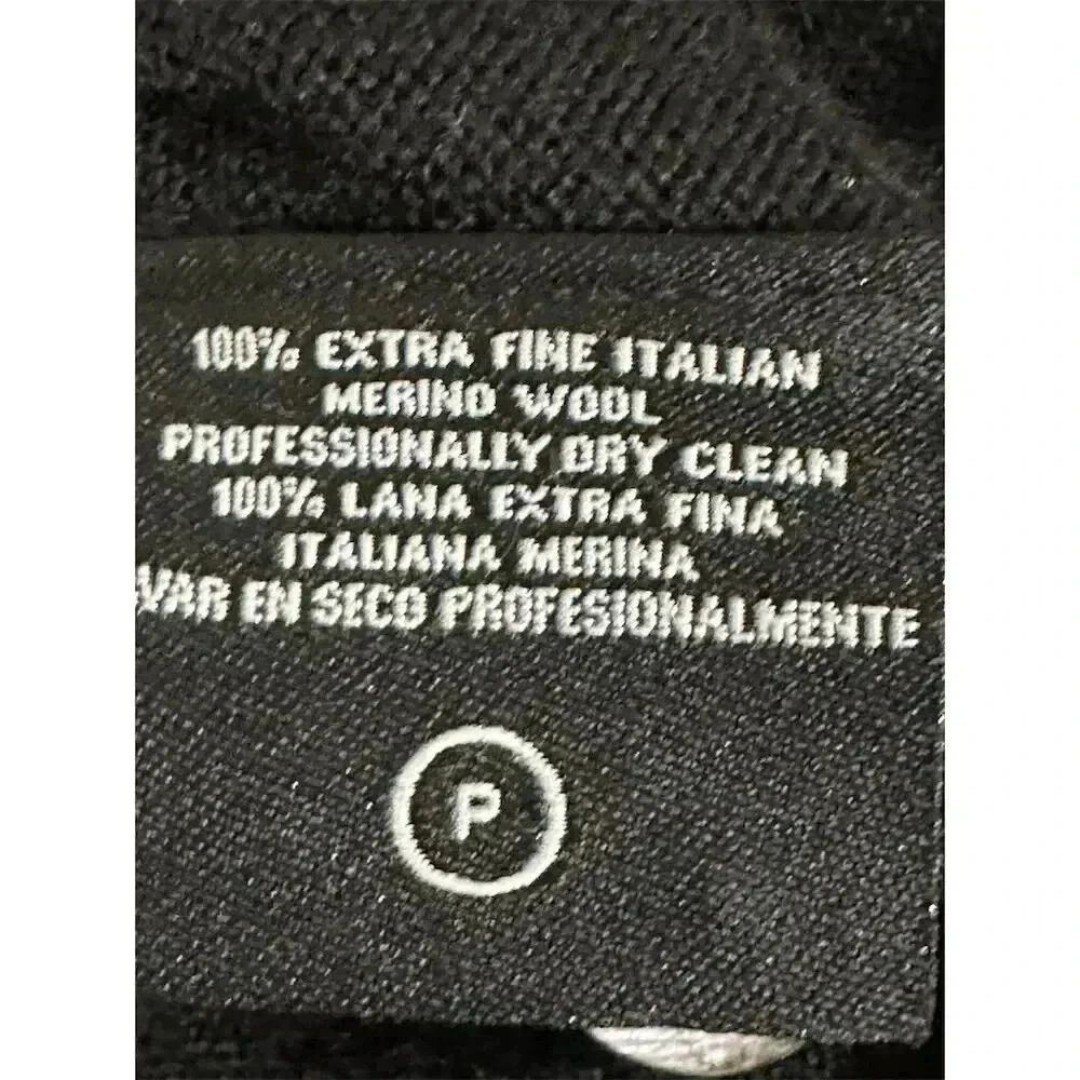 100% EXTRA FINE ITALIAN
MERINO WOOL
PROFESSIONALLY DRY CLEAN
100% LANA EXTRA FINA
ITALIANA MERINA
VAR EN SECO PROFESIONALMENTE
P